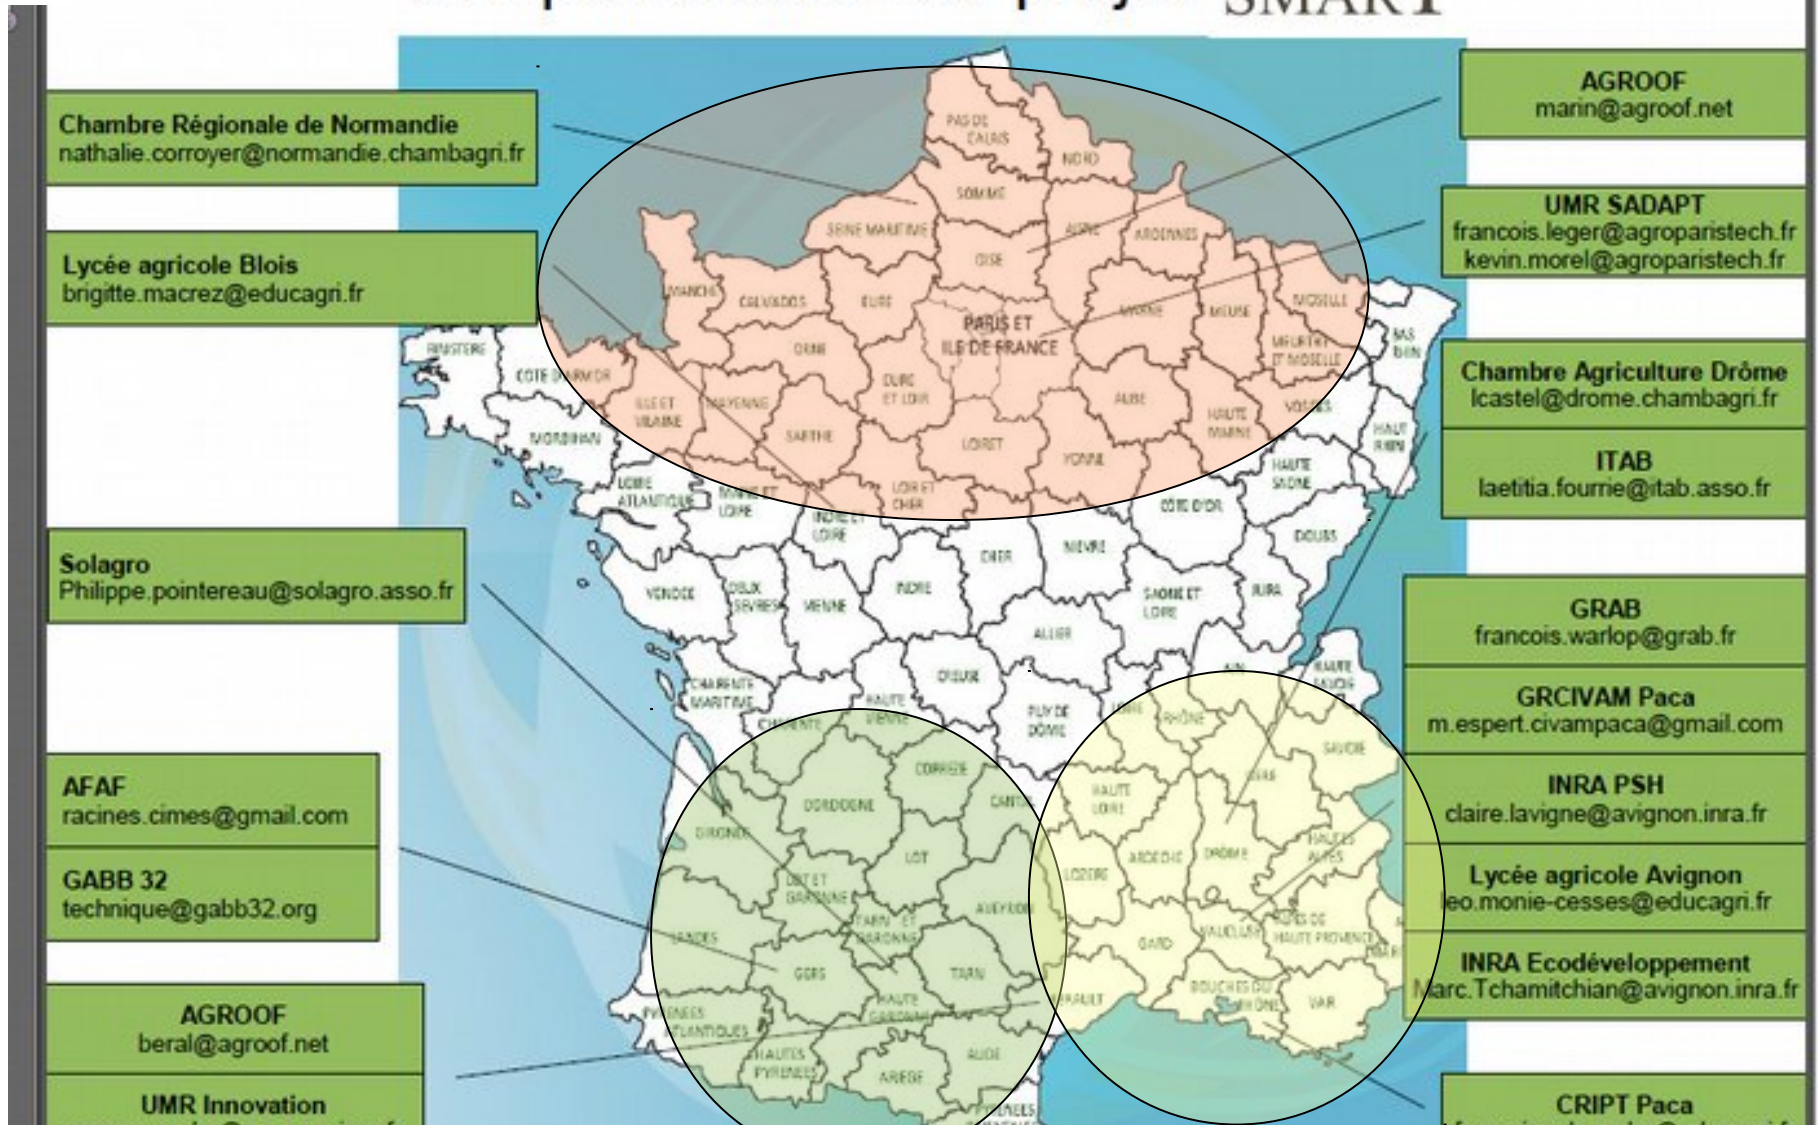 SMART
Chambre Régionale de Normandie
nathalie.corroyer@normandie.chambagri.fr
Lycée agricole Blois
brigitte.macrez@educagri.fr
Solagro
Philippe.pointereau@solagro.asso.fr
AFAF
racines.cimes@gmail.com
GABB 32
technique@gabb32.org
AGROOF
beral@agroof.net
UMR Innovation
PAS DE
CALAIS
NORD
SOMME
SEINE MARITIME
AISNE
ARDENNES
OISE
MANCHE
CALVADOS
EURE
MARNE
MEUSE
MOSELLE
PARIS ET
ILE DE FRANCE
MEURTHE
ET MOSELLE
BAS
RHIN
FINISTERE
COTE D'ARMOR
ORNE
EURE
ET LOIR
ILLE ET
VILAINE
MAYENNE
AUBE
VOSGES
HAUTE
MARNE
HAUT
RHIN
MORBIHAN
SARTHE
LOIRET
YONNE
HAUTE
SAONE
LOIRE
ATLANTIQUE
MAINE ET
LOIRE
LOIR ET
CHER
COTE D'OR
INDRE ET
LOIRE
CHER
NIEVRE
DOUBS
VENDEE
DEUX
SEVRES
VIENNE
INDRE
SAONE ET
LOIRE
JURA
ALLIER
CHARENTE
MARITIME
CHARENTE
HAUTE
VIENNE
CREUSE
PUY DE
DOME
LOIRE
RHÔNE
AIN
HAUTE
SAVOIE
SAVOIE
CORREZE
DORDOGNE
CANTAL
HAUTE
LOIRE
ISERE
GIRONDE
LOT
LOZERE
ARDECHE
DRÔME
HAUTES
ALPES
LOT ET
GARONNE
AVEYRON
TARN ET
GARONNE
LANDES
GERS
TARN
GARD
VAUCLUSE
ALPES DE
HAUTE PROVENCE
HAUTE
GARONNE
HERAULT
BOUCHES DU
RHÔNE
VAR
PYRENEES
ATLANTIQUES
HAUTES
PYRENEES
ARIEGE
AUDE
PYRENEES
AGROOF
marin@agroof.net
UMR SADAPT
francois.leger@agroparistech.fr
kevin.morel@agroparistech.fr
Chambre Agriculture Drôme
lcastel@drome.chambagri.fr
ITAB
laetitia.fourrie@itab.asso.fr
GRAB
francois.warlop@grab.fr
GRCIVAM Paca
m.espert.civampaca@gmail.com
INRA PSH
claire.lavigne@avignon.inra.fr
Lycée agricole Avignon
leo.monie-cesses@educagri.fr
INRA Ecodéveloppement
Marc.Tchamitchian@avignon.inra.fr
CRIPT Paca